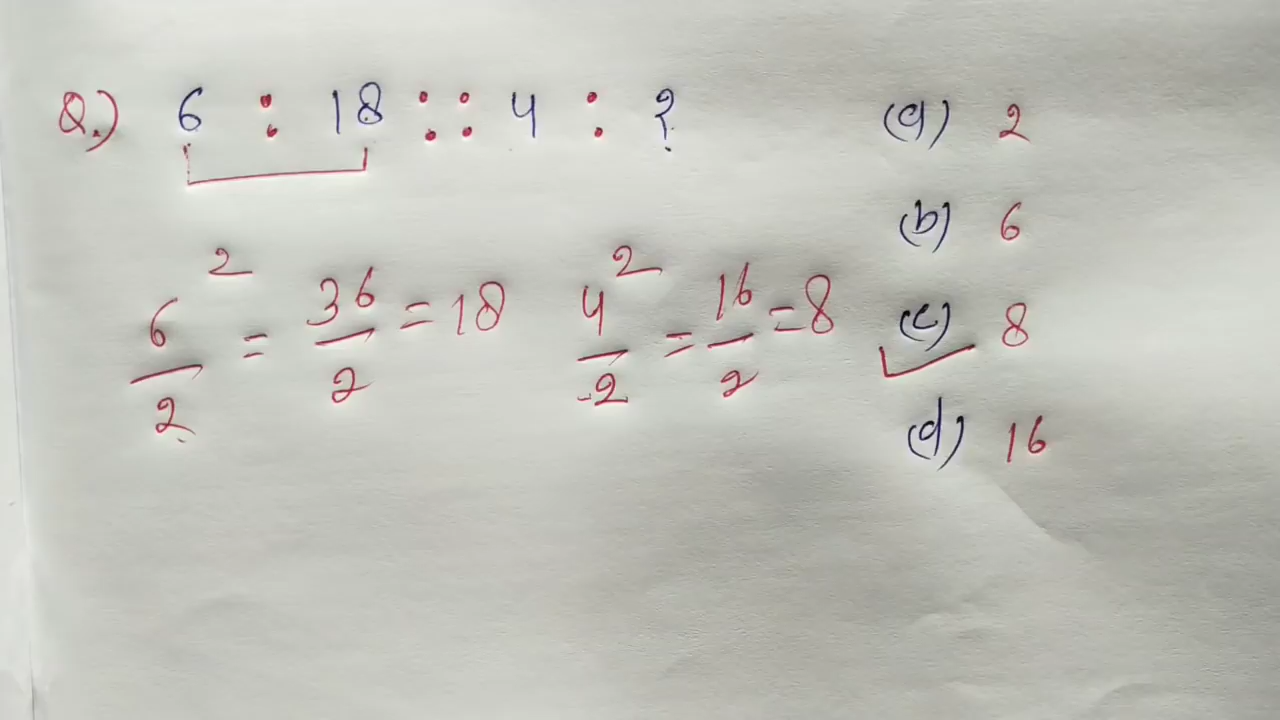 Q.) 6 : 18 :: 4 : ?
(a) 2
(b) 6
6²/2 = 36/2 = 18
4²/2 = 16/2 = 8
(c) 8
(d) 16